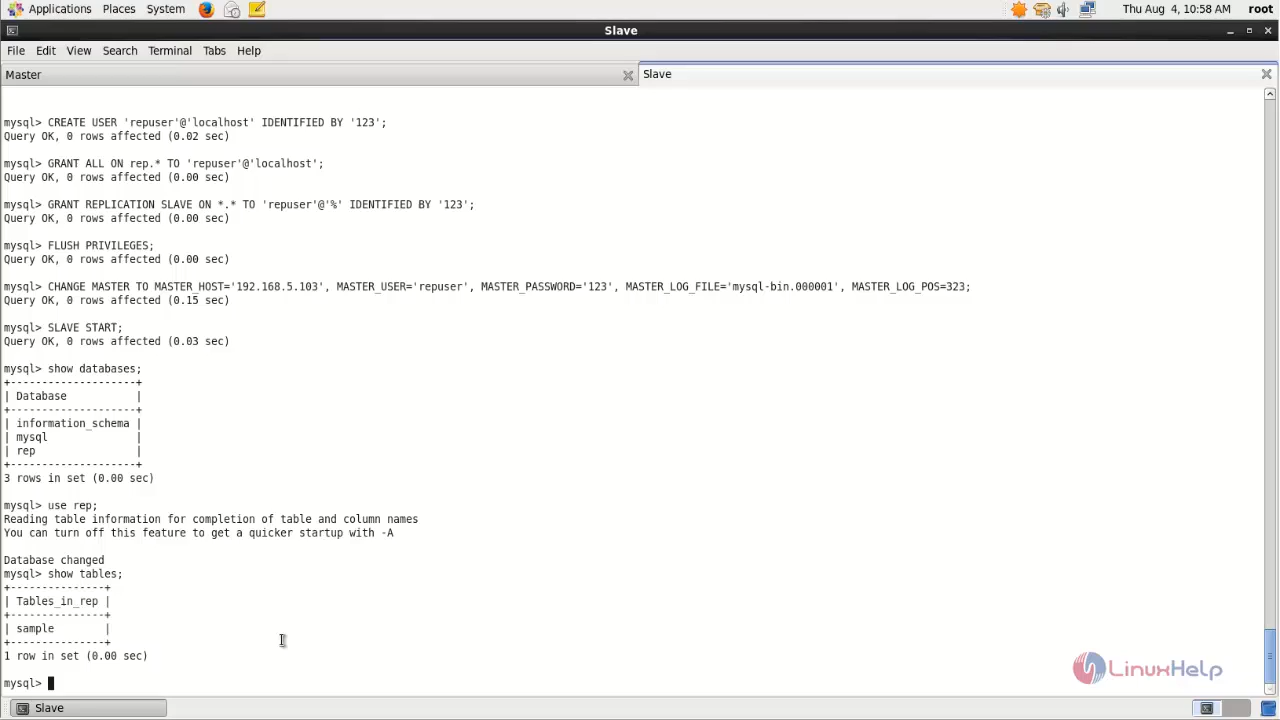 Applications Places System Thu Aug 4, 10:58 AM root
Slave
File Edit View Search Terminal Tabs Help
Master Slave
mysql> CREATE USER 'repuser'@'localhost' IDENTIFIED BY '123';
Query OK, 0 rows affected (0.02 sec)
mysql> GRANT ALL ON rep.* TO 'repuser'@'localhost';
Query OK, 0 rows affected (0.00 sec)
mysql> GRANT REPLICATION SLAVE ON *.* TO 'repuser'@'%' IDENTIFIED BY '123';
Query OK, 0 rows affected (0.00 sec)
mysql> FLUSH PRIVILEGES;
Query OK, 0 rows affected (0.00 sec)
mysql> CHANGE MASTER TO MASTER_HOST='192.168.5.103', MASTER_USER='repuser', MASTER_PASSWORD='123', MASTER_LOG_FILE='mysql-bin.000001', MASTER_LOG_POS=323;
Query OK, 0 rows affected (0.15 sec)
mysql> SLAVE START;
Query OK, 0 rows affected (0.03 sec)
mysql> show databases;
+--------------------+
| Database           |
+--------------------+
| information_schema |
| mysql              |
| rep                |
+--------------------+
3 rows in set (0.00 sec)
mysql> use rep;
Reading table information for completion of table and column names
You can turn off this feature to get a quicker startup with -A
Database changed
mysql> show tables;
+---------------+
| Tables_in_rep |
+---------------+
| sample        |
+---------------+
1 row in set (0.00 sec)
mysql>
LinuxHelp
Slave